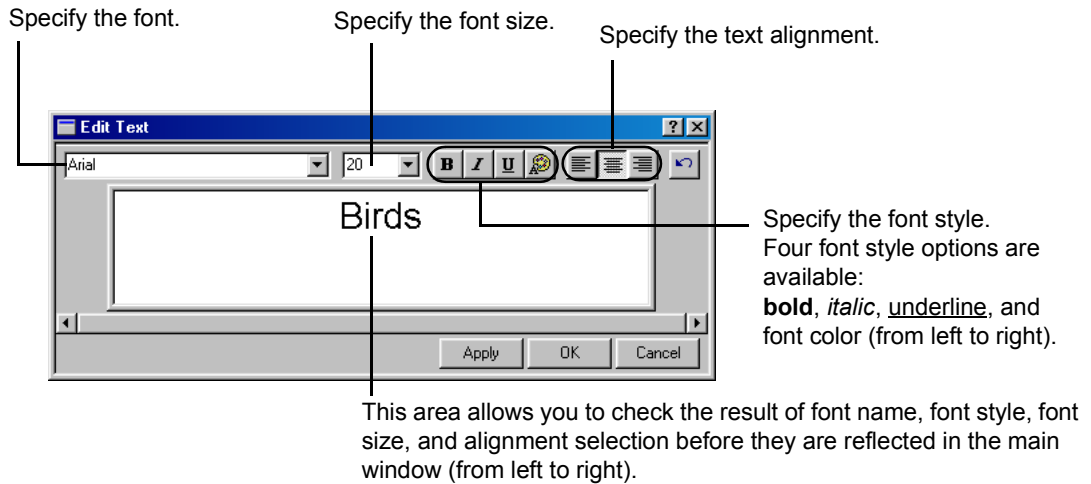 Specify the font.
Specify the font size.
Specify the text alignment.
Edit Text
Arial
20
B I U A
Birds
Specify the font style.
Four font style options are
available:
bold, italic, underline, and
font color (from left to right).
Apply OK Cancel
This area allows you to check the result of font name, font style, font
size, and alignment selection before they are reflected in the main
window (from left to right).